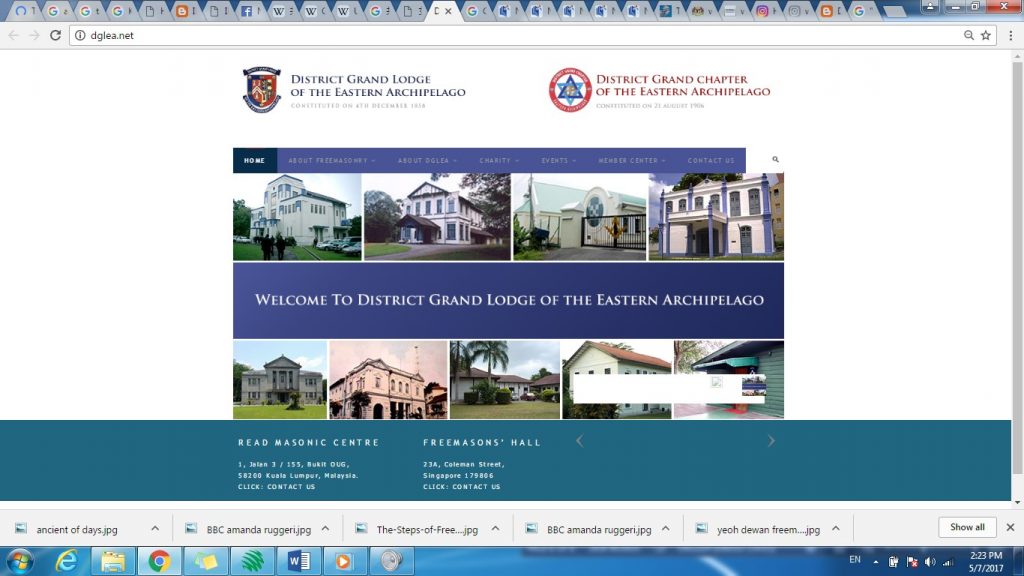 dglea.net
DISTRICT GRAND LODGE
OF THE EASTERN ARCHIPELAGO
CONSTITUTED ON 4TH DECEMBER 1858
DISTRICT GRAND CHAPTER
OF THE EASTERN ARCHIPELAGO
CONSTITUTED ON 21 AUGUST 1906
HOME
ABOUT FREEMASONRY
ABOUT DGLEA
CHARITY
EVENTS
MEMBER CENTER
CONTACT US
WELCOME TO DISTRICT GRAND LODGE OF THE EASTERN ARCHIPELAGO
READ MASONIC CENTRE
1, Jalan 3 / 155, Bukit OUG,
58200 Kuala Lumpur, Malaysia.
CLICK: CONTACT US
FREEMASONS' HALL
23A, Coleman Street,
Singapore 179806
CLICK: CONTACT US
ancient of days.jpg
BBC amanda ruggeri.jpg
The-Steps-of-Free....jpg
BBC amanda ruggeri.jpg
yeoh dewan freem....jpg
Show all
EN
2:23 PM
5/7/2017